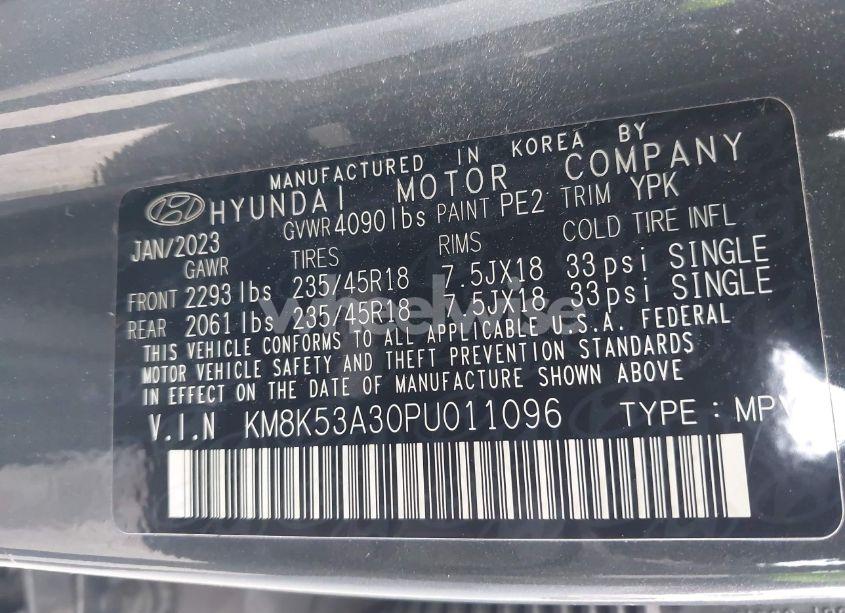 MANUFACTURED IN KOREA BY
HYUNDAI MOTOR COMPANY
JAN/2023 GVWR 4090 lbs PAINT PE2 TRIM YPK
GAWR TIRES RIMS COLD TIRE INFL
FRONT 2293 lbs 235/45R18 7.5JX18 33 psi SINGLE
REAR 2061 lbs 235/45R18 7.5JX18 33 psi SINGLE
THIS VEHICLE CONFORMS TO ALL APPLICABLE U.S.A. FEDERAL
MOTOR VEHICLE SAFETY AND THEFT PREVENTION STANDARDS
IN EFFECT ON THE DATE OF MANUFACTURE SHOWN ABOVE
V.I.N KM8K53A30PU011096 TYPE : MPV
wheelwise